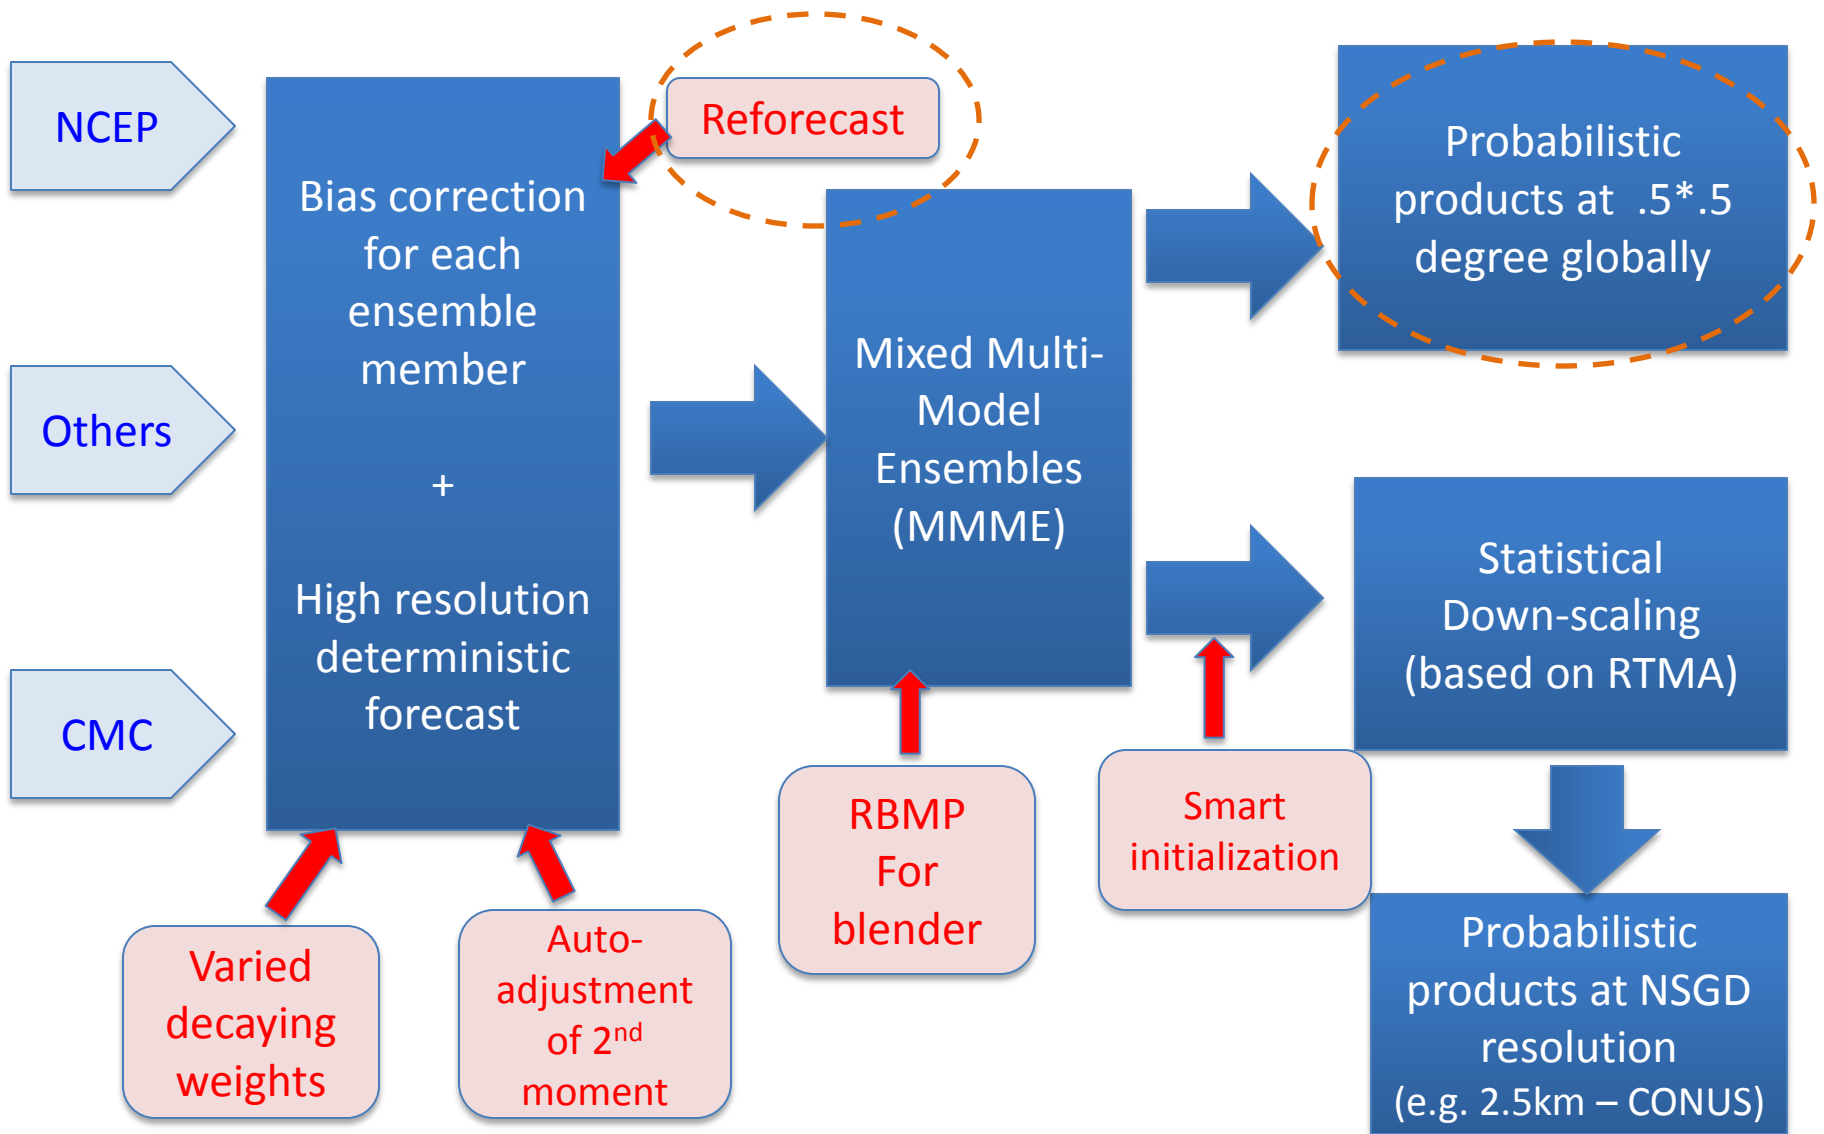 NCEP
Others
CMC
Bias correction
for each
ensemble
member
+
High resolution
deterministic
forecast
Reforecast
Varied
decaying
weights
Auto-
adjustment
of 2nd
moment
Mixed Multi-
Model
Ensembles
(MMME)
RBMP
For
blender
Smart
initialization
Probabilistic
products at .5*.5
degree globally
Statistical
Down-scaling
(based on RTMA)
Probabilistic
products at NSGD
resolution
(e.g. 2.5km – CONUS)